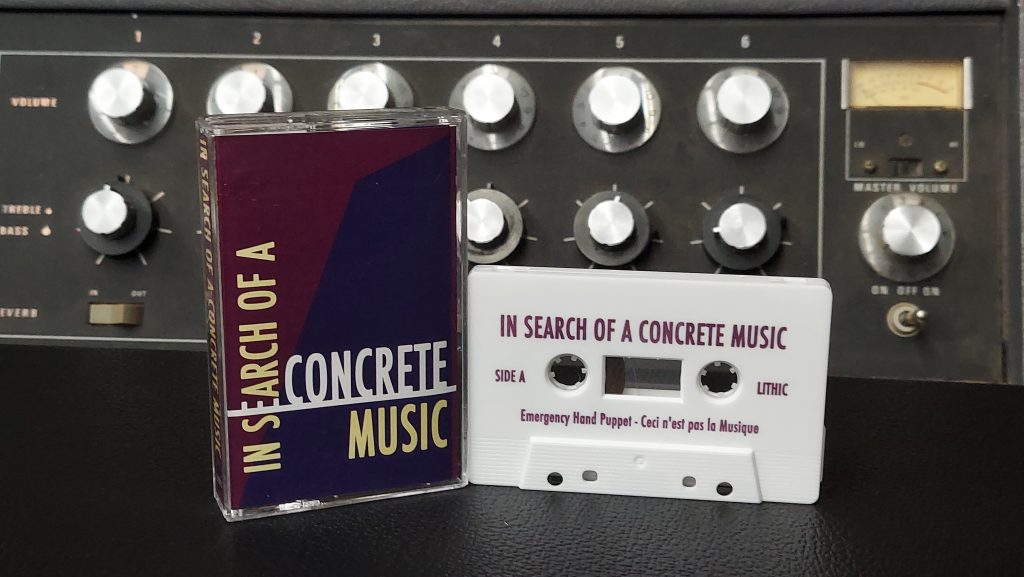 1 2 3 4 5 6
VOLUME
TREBLE
BASS
IN OUT
EVERB
MASTER VOLUME
ON OFF ON
IN SEARCH OF A CONCRETE MUSIC
IN SEARCH OF A
CONCRETE
MUSIC
IN SEARCH OF A CONCRETE MUSIC
SIDE A
LITHIC
Emergency Hand Puppet - Ceci n'est pas la Musique